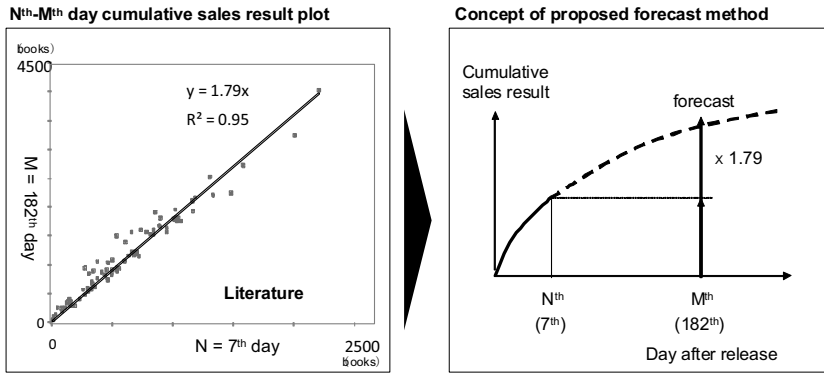 Nth-Mth day cumulative sales result plot
(books)
4500
y = 1.79x
R² = 0.95
M = 182th day
Literature
0
0
N = 7th day
2500
(books)
Concept of proposed forecast method
Cumulative
sales result
forecast
x 1.79
Nth
(7th)
Mth
(182th)
Day after release